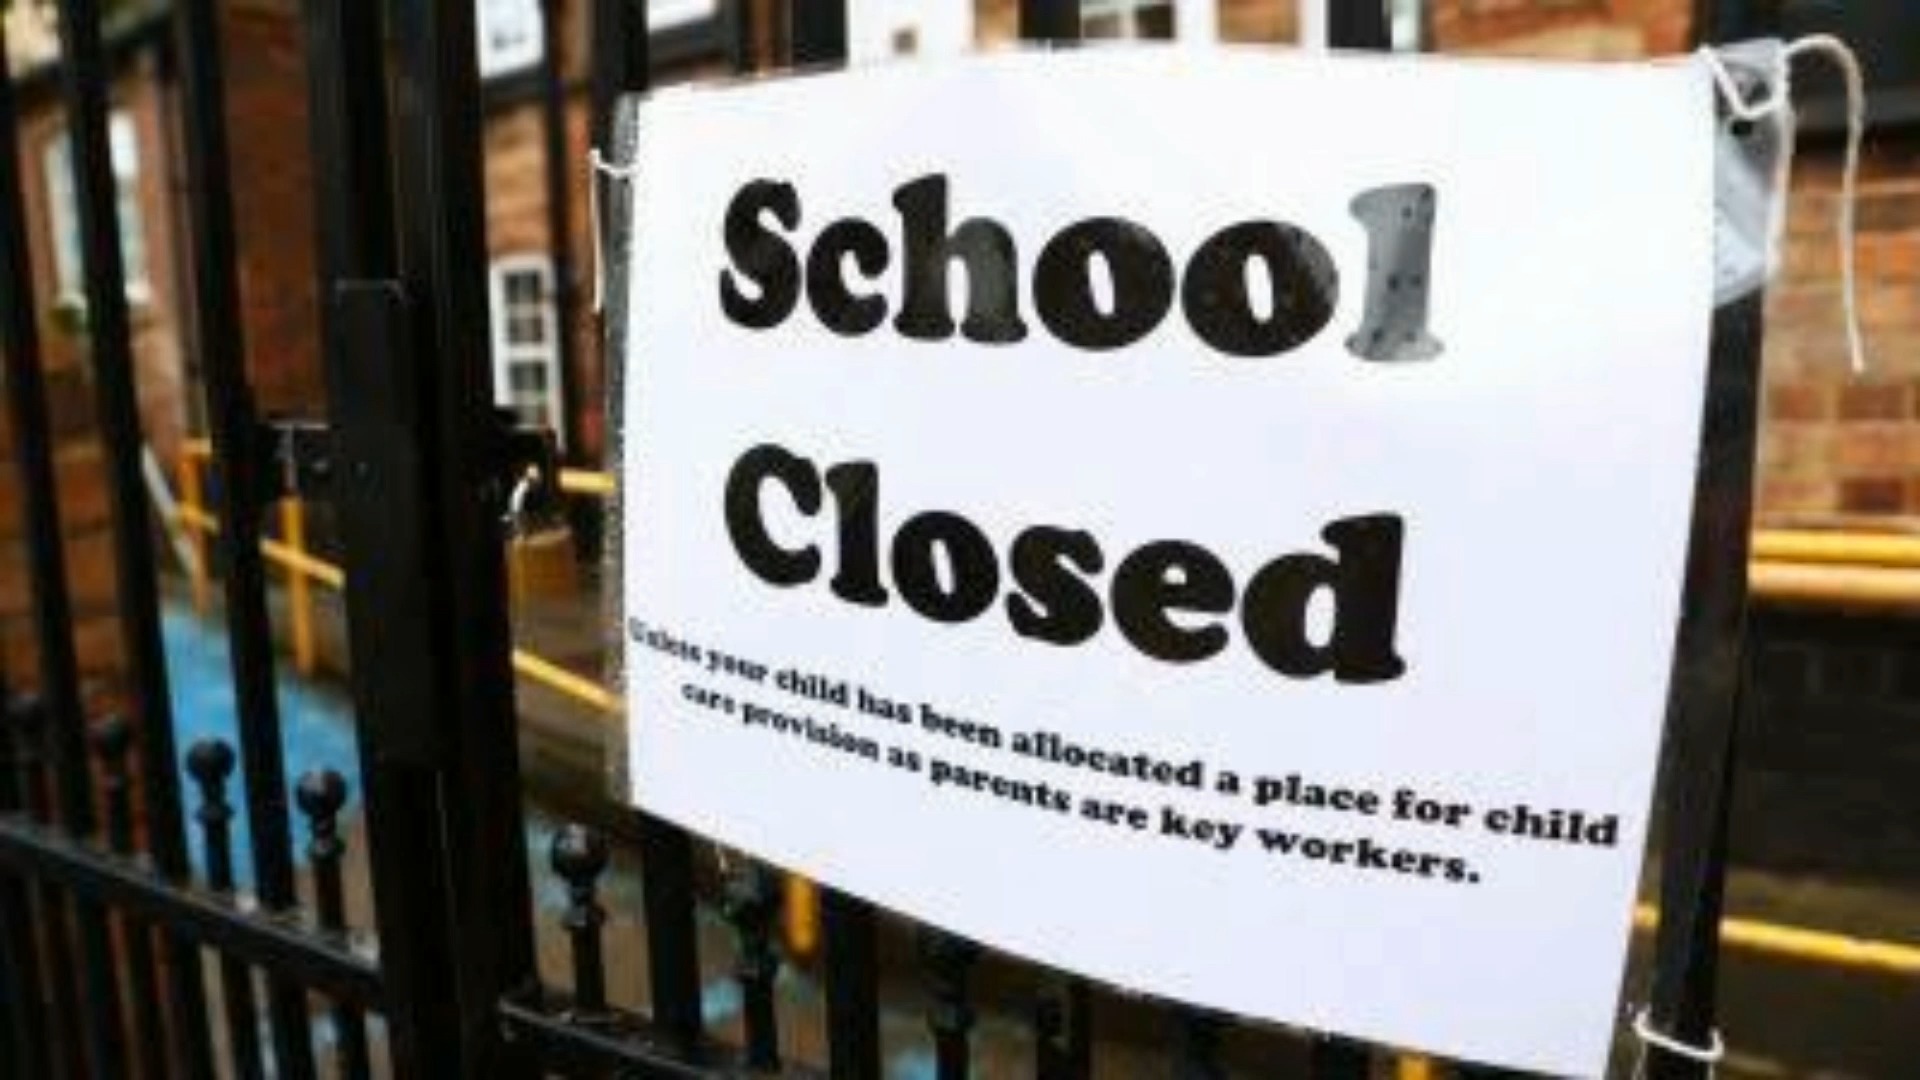 School
Closed
Unless your child has been allocated a place for child
care provision as parents are key workers.